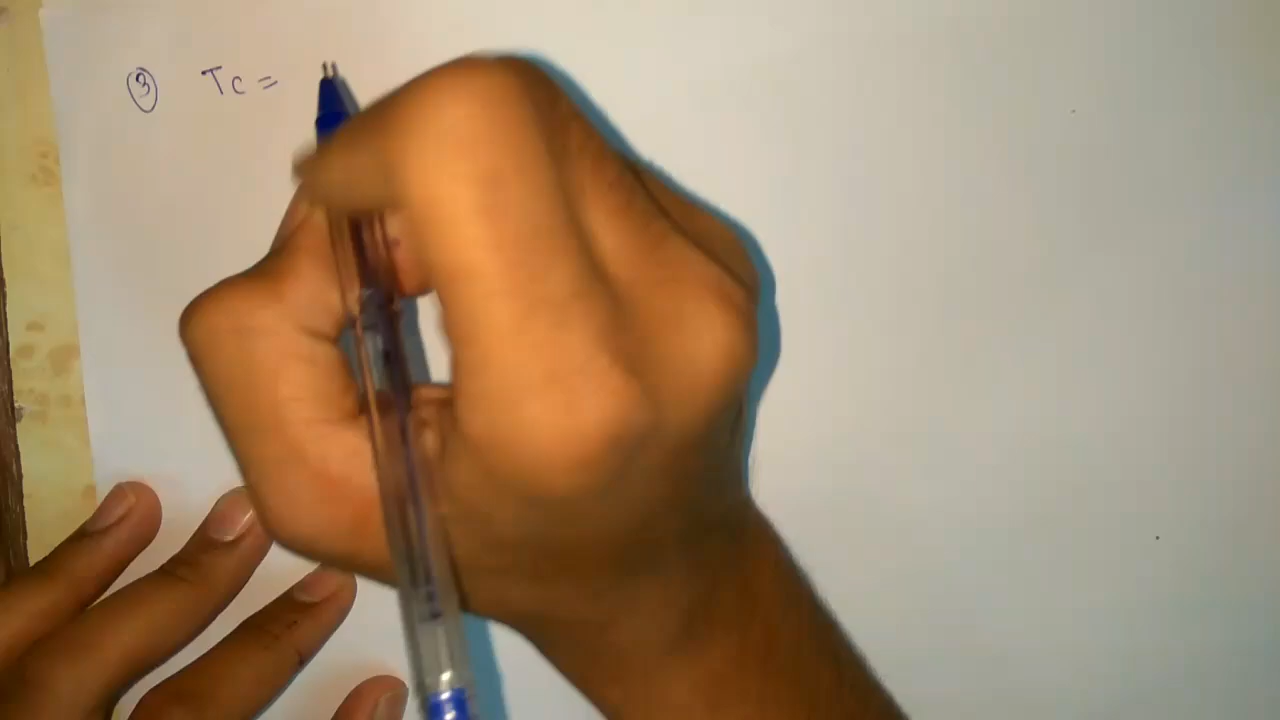 ③ Tc =